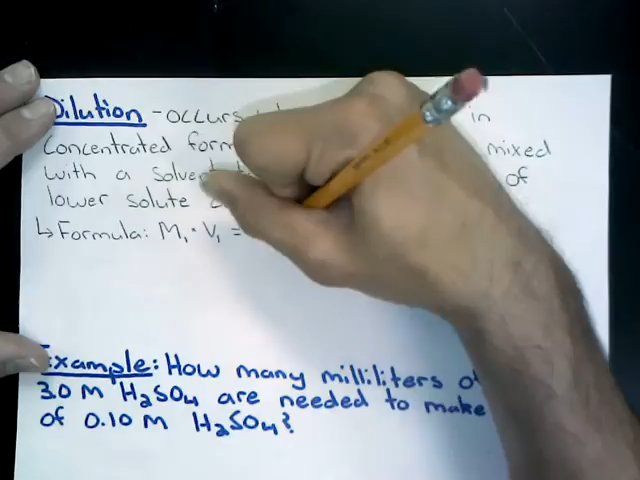 Dilution - occurs in
concentrated form mixed
with a solvent of
lower solute
↳ Formula: M₁ · V₁ =
Example: How many milliliters
3.0 M H₂SO₄ are needed to make
of 0.10 M H₂SO₄?